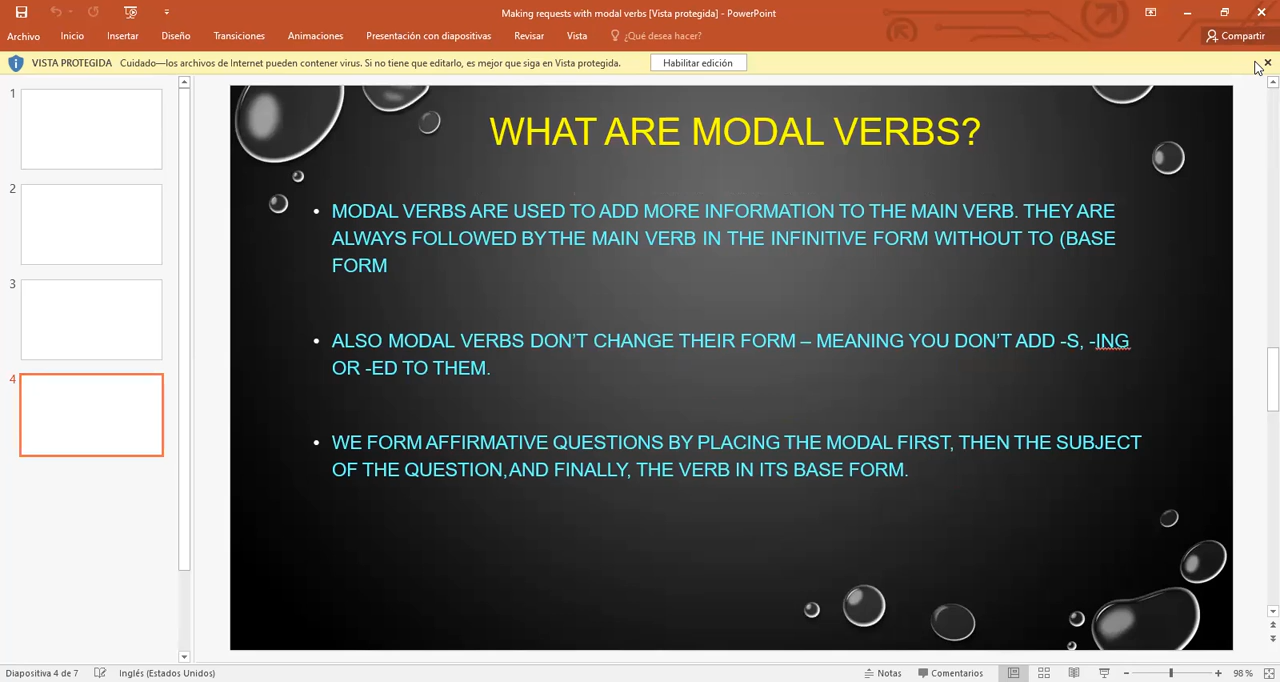 Making requests with modal verbs [Vista protegida] - PowerPoint
Archivo Inicio Insertar Diseño Transiciones Animaciones Presentación con diapositivas Revisar Vista ¿Qué desea hacer? Compartir
VISTA PROTEGIDA Cuidado—los archivos de Internet pueden contener virus. Si no tiene que editarlo, es mejor que siga en Vista protegida. Habilitar edición
1
2
3
4
WHAT ARE MODAL VERBS?
• MODAL VERBS ARE USED TO ADD MORE INFORMATION TO THE MAIN VERB. THEY ARE
ALWAYS FOLLOWED BY THE MAIN VERB IN THE INFINITIVE FORM WITHOUT TO (BASE
FORM
• ALSO MODAL VERBS DON’T CHANGE THEIR FORM – MEANING YOU DON’T ADD -S, -ING
OR -ED TO THEM.
• WE FORM AFFIRMATIVE QUESTIONS BY PLACING THE MODAL FIRST, THEN THE SUBJECT
OF THE QUESTION, AND FINALLY, THE VERB IN ITS BASE FORM.
Diapositiva 4 de 7 Inglés (Estados Unidos) Notas Comentarios 98 %